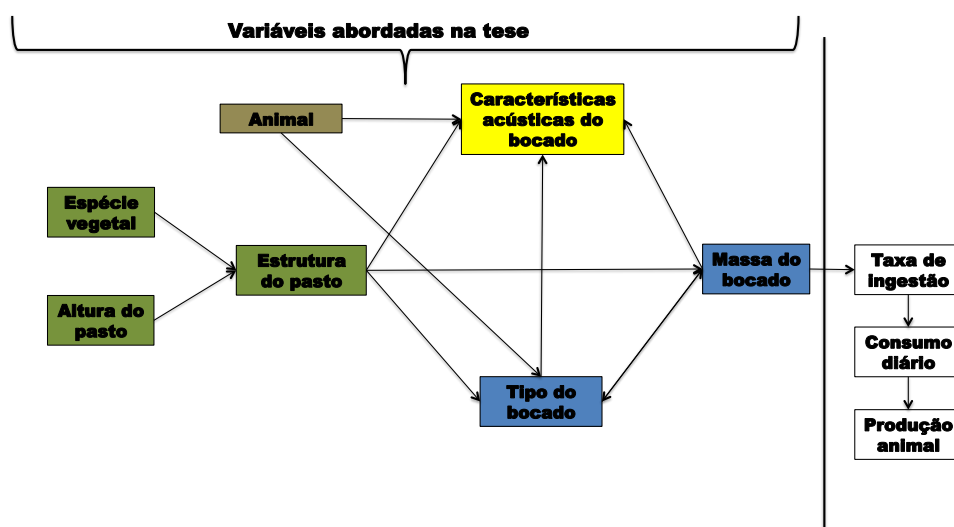 Variáveis abordadas na tese
Animal
Características
acústicas do
bocado
Espécie
vegetal
Altura do
pasto
Estrutura
do pasto
Tipo do
bocado
Massa do
bocado
Taxa de
ingestão
Consumo
diário
Produção
animal